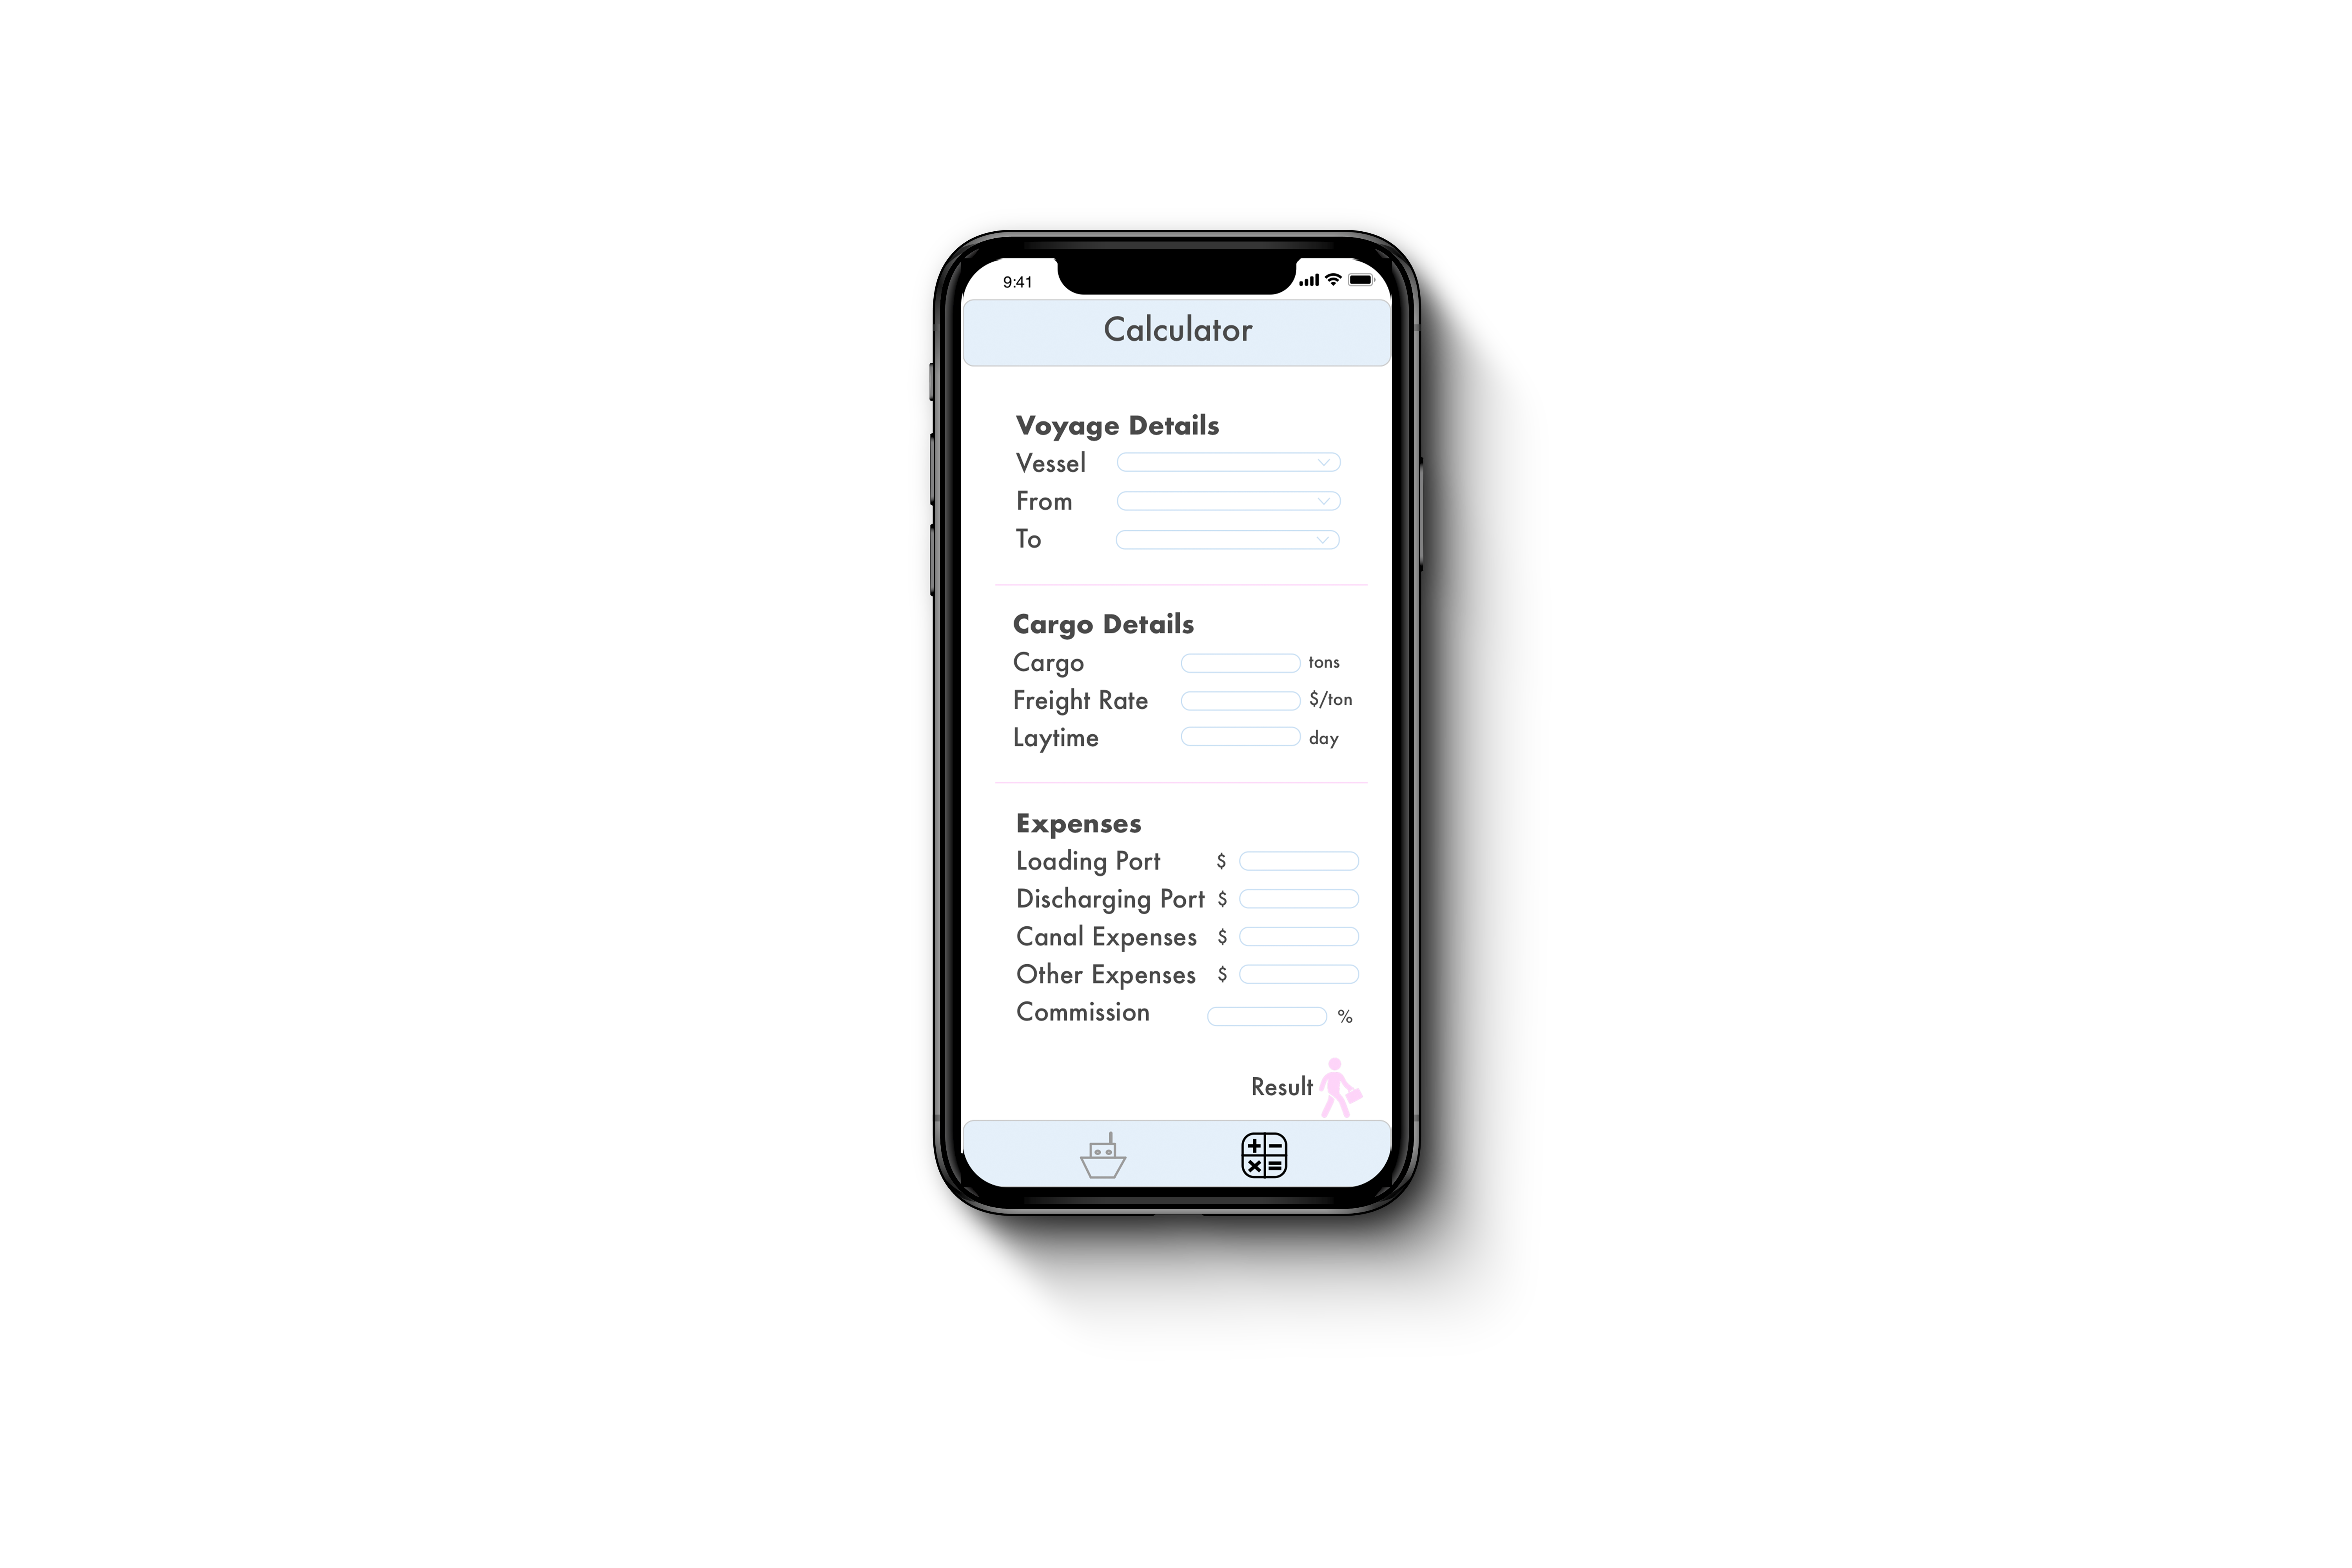 9:41
Calculator
Voyage Details
Vessel
From
To
Cargo Details
Cargo tons
Freight Rate $/ton
Laytime day
Expenses
Loading Port $
Discharging Port $
Canal Expenses $
Other Expenses $
Commission %
Result